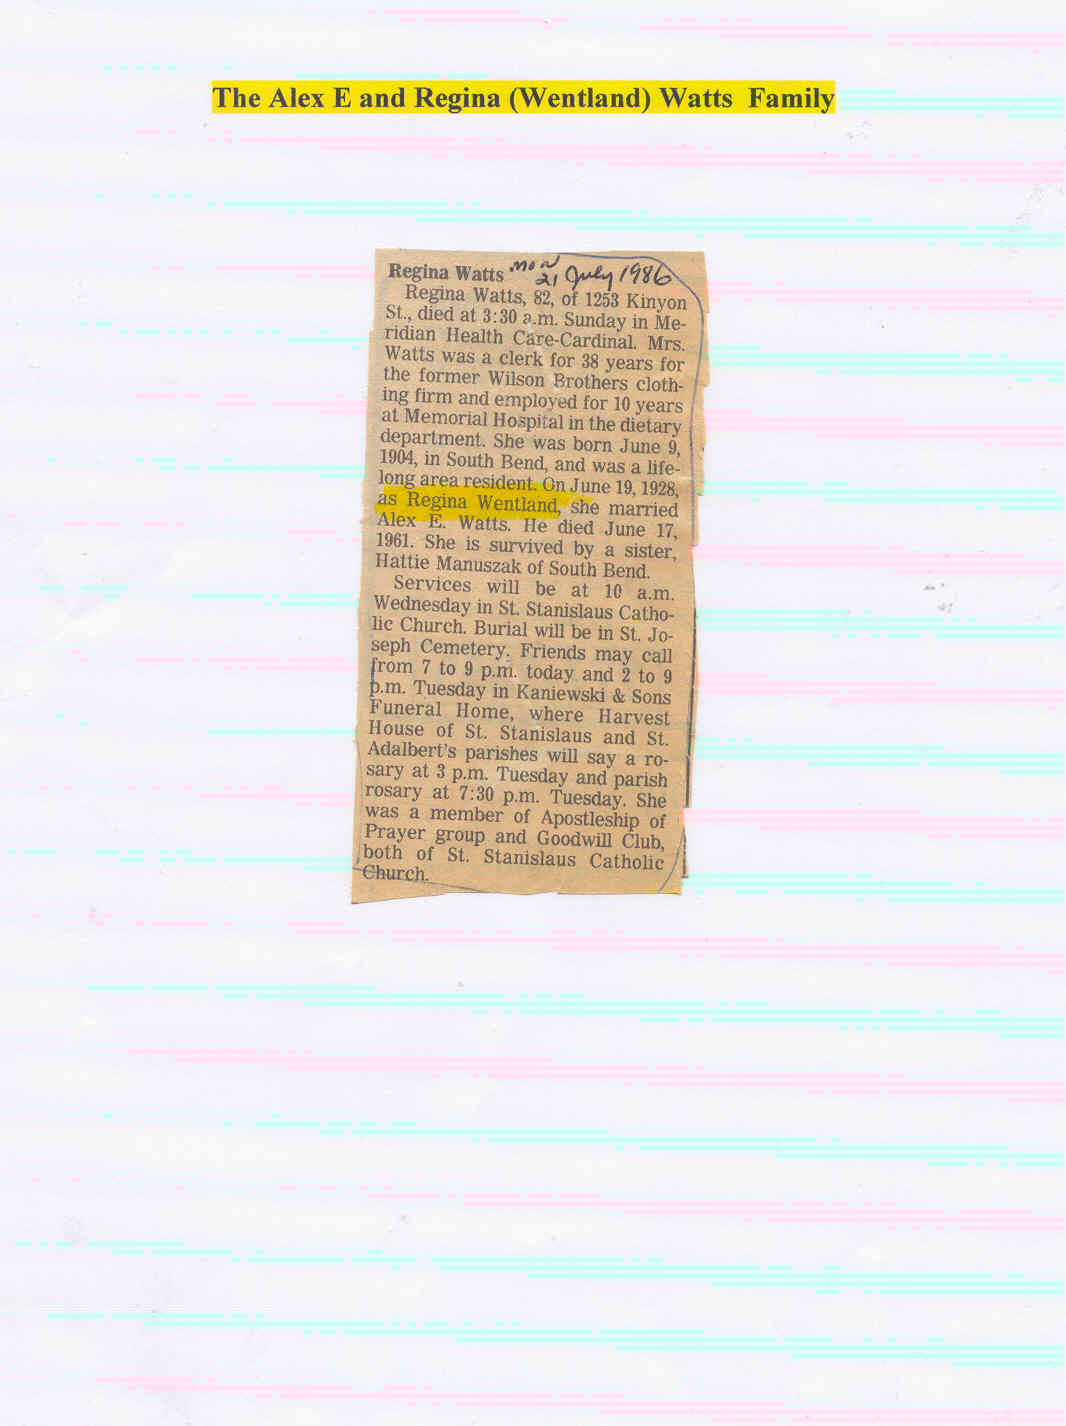 The Alex E and Regina (Wentland) Watts Family
Regina Watts Mon
21 July 1986
Regina Watts, 82, of 1253 Kinyon
St., died at 3:30 a.m. Sunday in Me-
ridian Health Care-Cardinal. Mrs.
Watts was a clerk for 38 years for
the former Wilson Brothers cloth-
ing firm and employed for 10 years
at Memorial Hospital in the dietary
department. She was born June 9,
1904, in South Bend, and was a life-
long area resident. On June 19, 1928,
as Regina Wentland, she married
Alex E. Watts. He died June 17,
1961. She is survived by a sister,
Hattie Manuszak of South Bend.
Services will be at 10 a.m.
Wednesday in St. Stanislaus Catho-
lic Church. Burial will be in St. Jo-
seph Cemetery. Friends may call
from 7 to 9 p.m. today and 2 to 9
p.m. Tuesday in Kaniewski & Sons
Funeral Home, where Harvest
House of St. Stanislaus and St.
Adalbert's parishes will say a ro-
sary at 3 p.m. Tuesday and parish
rosary at 7:30 p.m. Tuesday. She
was a member of Apostleship of
Prayer group and Goodwill Club,
both of St. Stanislaus Catholic
Church.